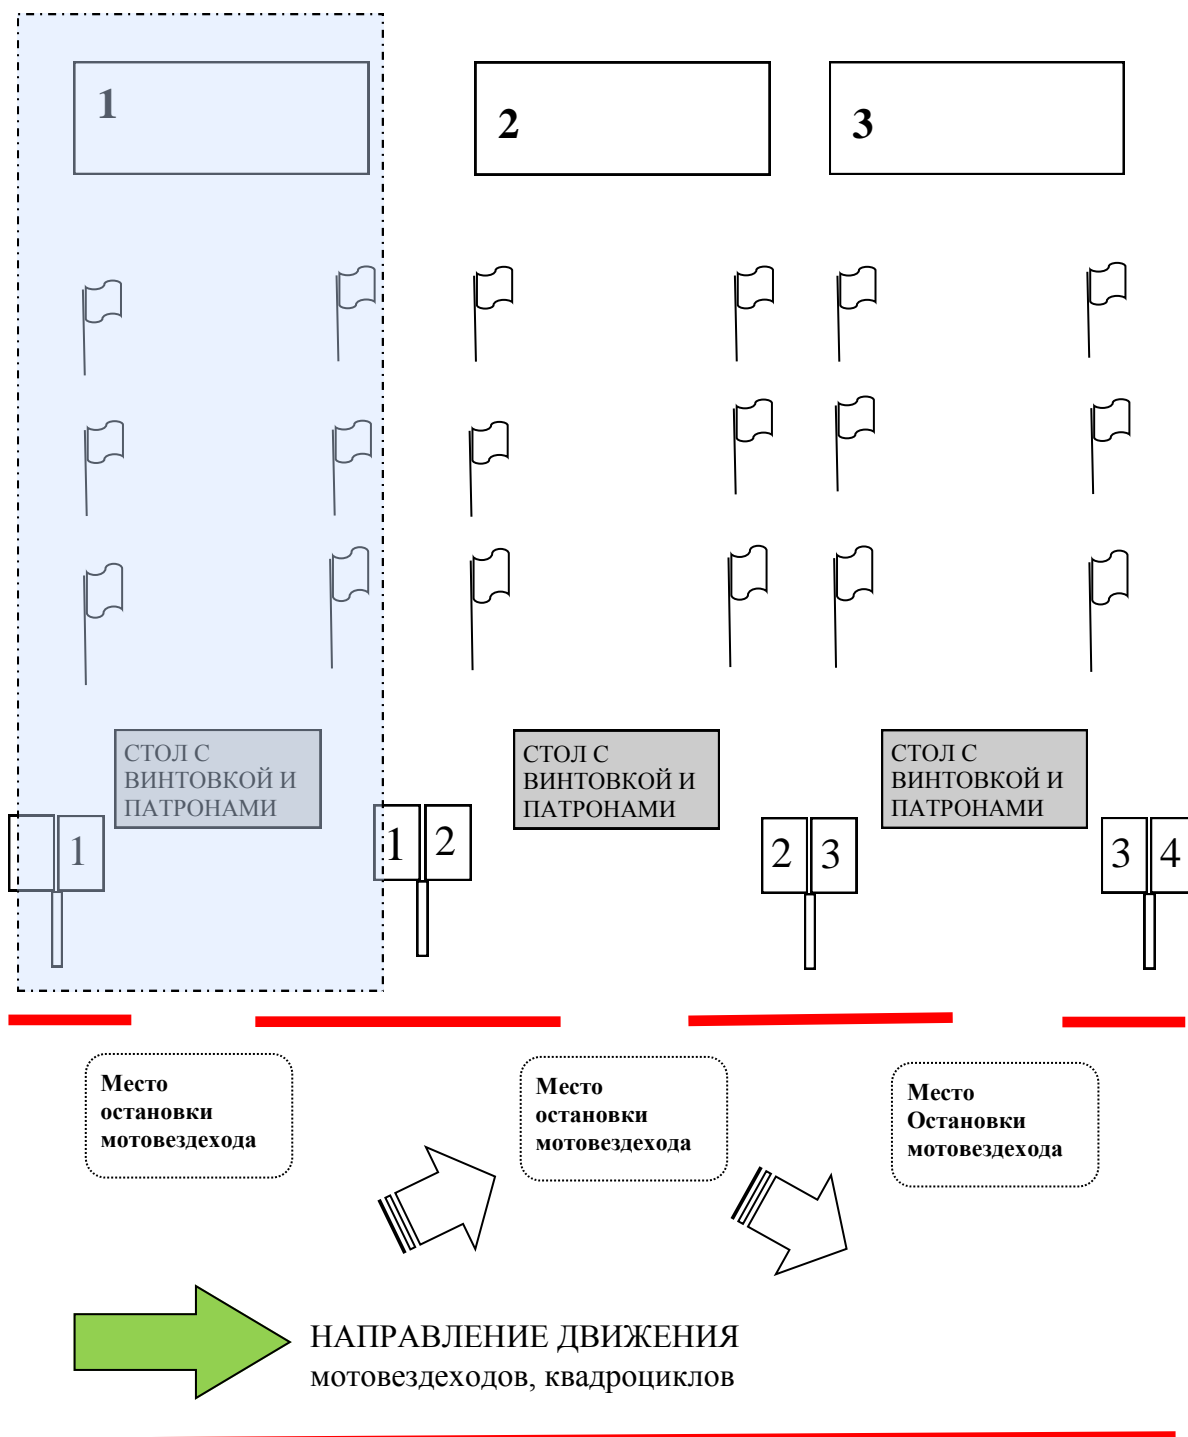 1
2
3
СТОЛ С
ВИНТОВКОЙ И
ПАТРОНАМИ
СТОЛ С
ВИНТОВКОЙ И
ПАТРОНАМИ
СТОЛ С
ВИНТОВКОЙ И
ПАТРОНАМИ
1
1 2
2 3
3 4
Место
остановки
мотовездехода
Место
остановки
мотовездехода
Место
Остановки
мотовездехода
НАПРАВЛЕНИЕ ДВИЖЕНИЯ
мотовездеходов, квадроциклов